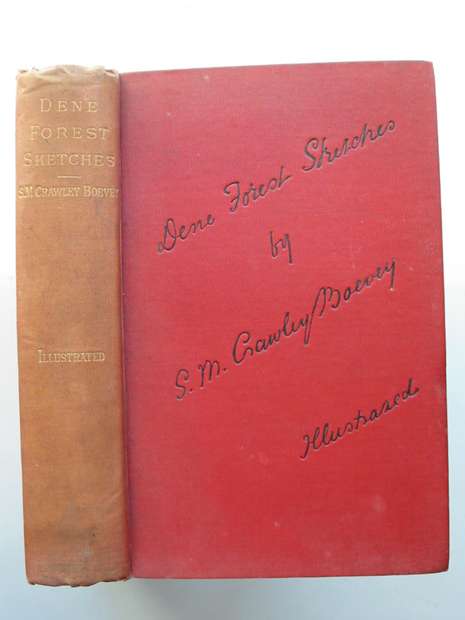 DENE
FOREST
SKETCHES
S.M. CRAWLEY BOEVEY
ILLUSTRATED
Dene Forest Sketches
by
S. M. Crawley Boevey
Illustrated